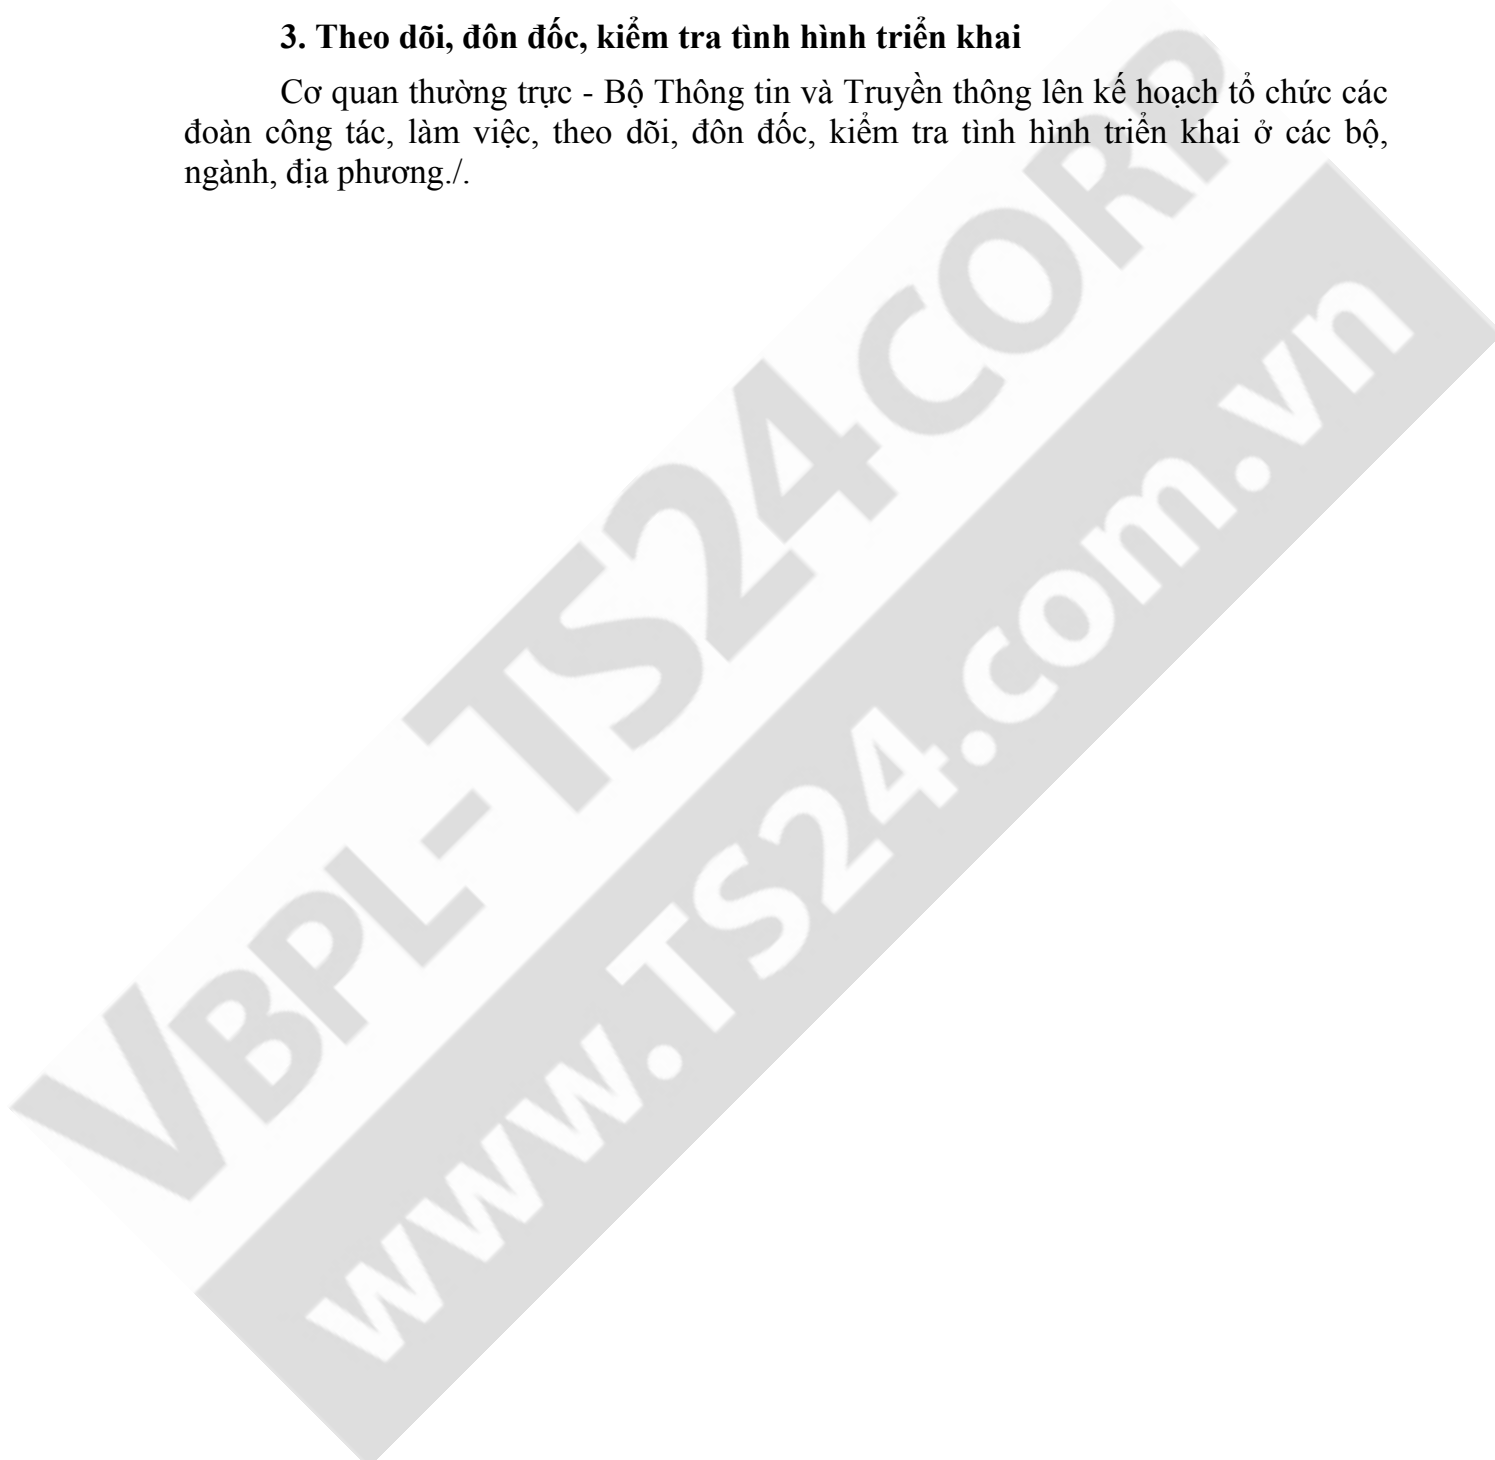 3. Theo dõi, đôn đốc, kiểm tra tình hình triển khai
Cơ quan thường trực - Bộ Thông tin và Truyền thông lên kế hoạch tổ chức các
đoàn công tác, làm việc, theo dõi, đôn đốc, kiểm tra tình hình triển khai ở các bộ,
ngành, địa phương./.
VBPL-TS24CORP
www.TS24.com.vn